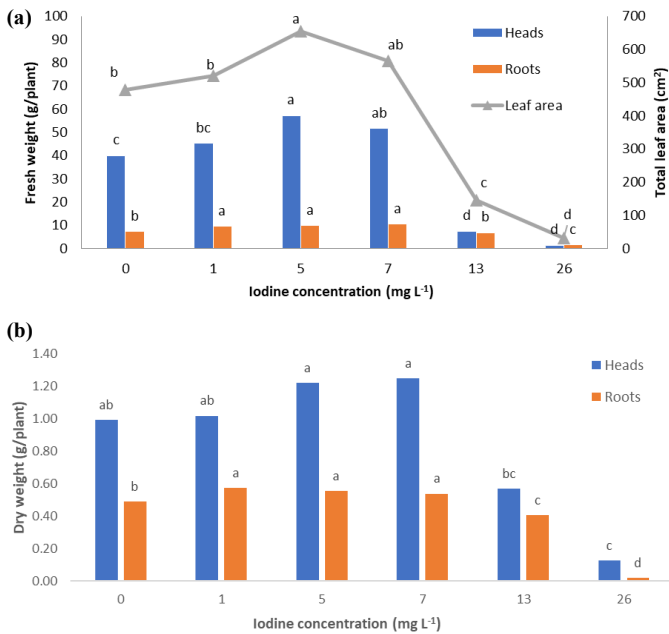 (a)
Fresh weight (g/plant)
100
90
80
70
60
50
40
30
20
10
0
b
b
a
ab
c
d
c
bc
a
ab
d
d
b
a
a
a
b
c
Heads
Roots
Leaf area
700
600
500
400
300
200
100
0
Total leaf area (cm²)
0 1 5 7 13 26
Iodine concentration (mg L⁻¹)
(b)
Dry weight (g/plant)
1.40
1.20
1.00
0.80
0.60
0.40
0.20
0.00
ab
ab
a
a
bc
c
b
a
a
a
c
d
Heads
Roots
0 1 5 7 13 26
Iodine concentration (mg L⁻¹)